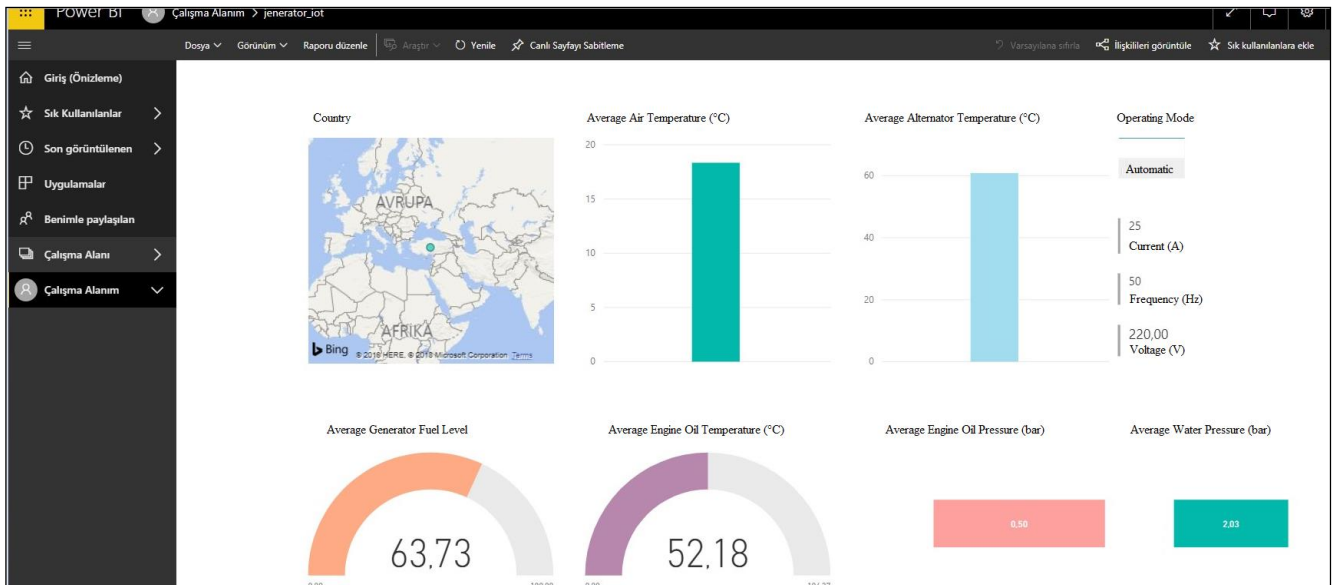 Power BI Çalışma Alanım > jenerator_iot
Dosya Görünüm Raporu düzenle Araştır Yenile Canlı Sayfayı Sabitleme Varsayılana sıfırla İlişkilileri görüntüle Sık kullanılanlara ekle
Giriş (Önizleme)
Sık Kullanılanlar
Son görüntülenen
Uygulamalar
Benimle paylaşılan
Çalışma Alanı
Çalışma Alanım
Country
AVRUPA
AFRİKA
Bing © 2018 HERE, © 2018 Microsoft Corporation Terms
Average Air Temperature (°C)
20
15
10
5
0
Average Alternator Temperature (°C)
60
40
20
0
Operating Mode
Automatic
25
Current (A)
50
Frequency (Hz)
220,00
Voltage (V)
Average Generator Fuel Level
63,73
Average Engine Oil Temperature (°C)
52,18
Average Engine Oil Pressure (bar)
0,50
Average Water Pressure (bar)
2,03